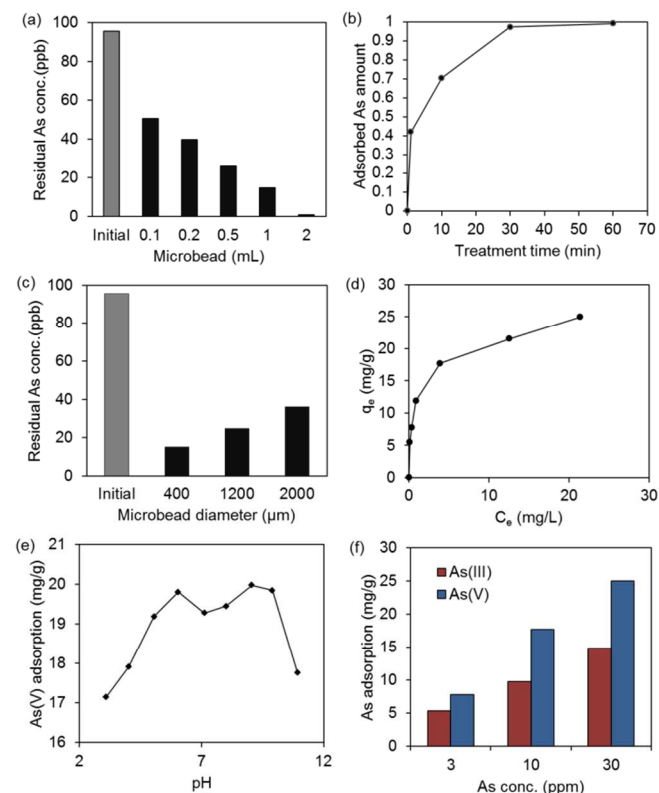 (a)
Residual As conc.(ppb)
100
80
60
40
20
0
Initial 0.1 0.2 0.5 1 2
Microbead (mL)
(b)
Adsorbed As amount
1
0.9
0.8
0.7
0.6
0.5
0.4
0.3
0.2
0.1
0
0 10 20 30 40 50 60 70
Treatment time (min)
(c)
Residual As conc.(ppb)
100
80
60
40
20
0
Initial 400 1200 2000
Microbead diameter (µm)
(d)
qe (mg/g)
30
25
20
15
10
5
0
0 10 20 30
Ce (mg/L)
(e)
As(V) adsorption (mg/g)
21
20
19
18
17
16
2 7 12
pH
(f)
As adsorption (mg/g)
30
25
20
15
10
5
0
As(III)
As(V)
3 10 30
As conc. (ppm)